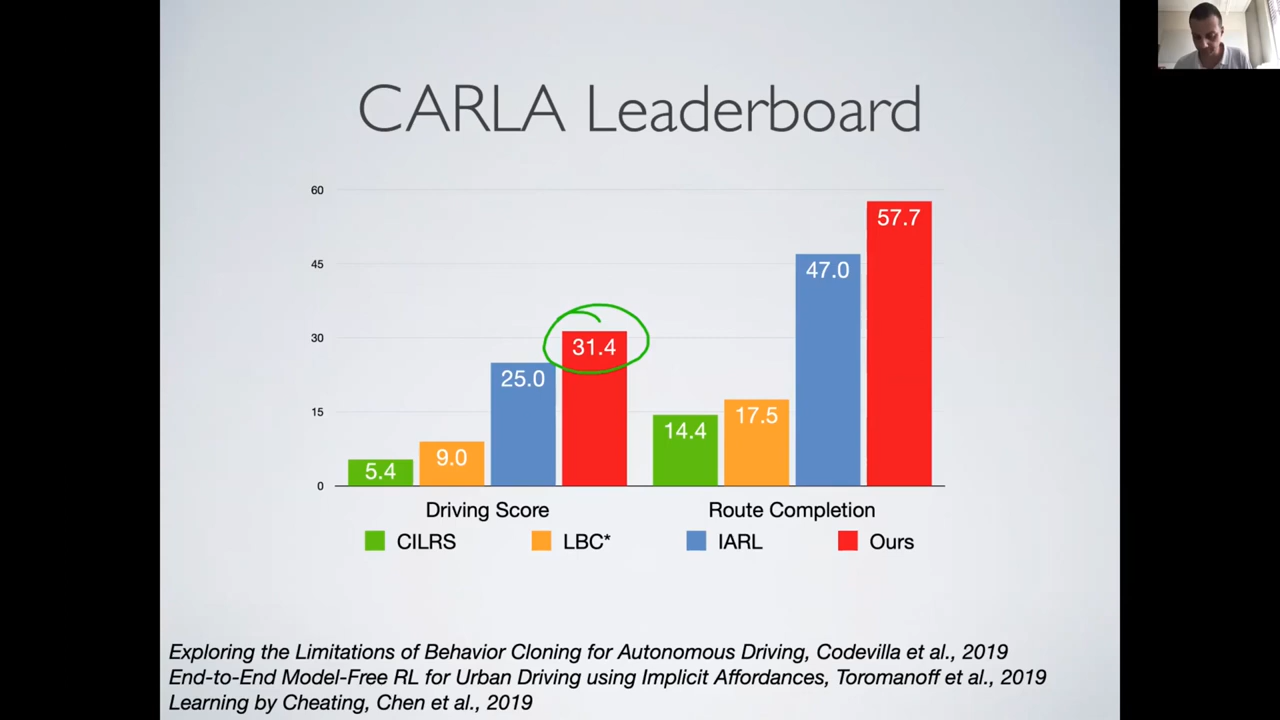 CARLA Leaderboard
60
45
30
15
0
5.4
9.0
25.0
31.4
14.4
17.5
47.0
57.7
Driving Score
Route Completion
CILRS
LBC*
IARL
Ours
Exploring the Limitations of Behavior Cloning for Autonomous Driving, Codevilla et al., 2019
End-to-End Model-Free RL for Urban Driving using Implicit Affordances, Toromanoff et al., 2019
Learning by Cheating, Chen et al., 2019